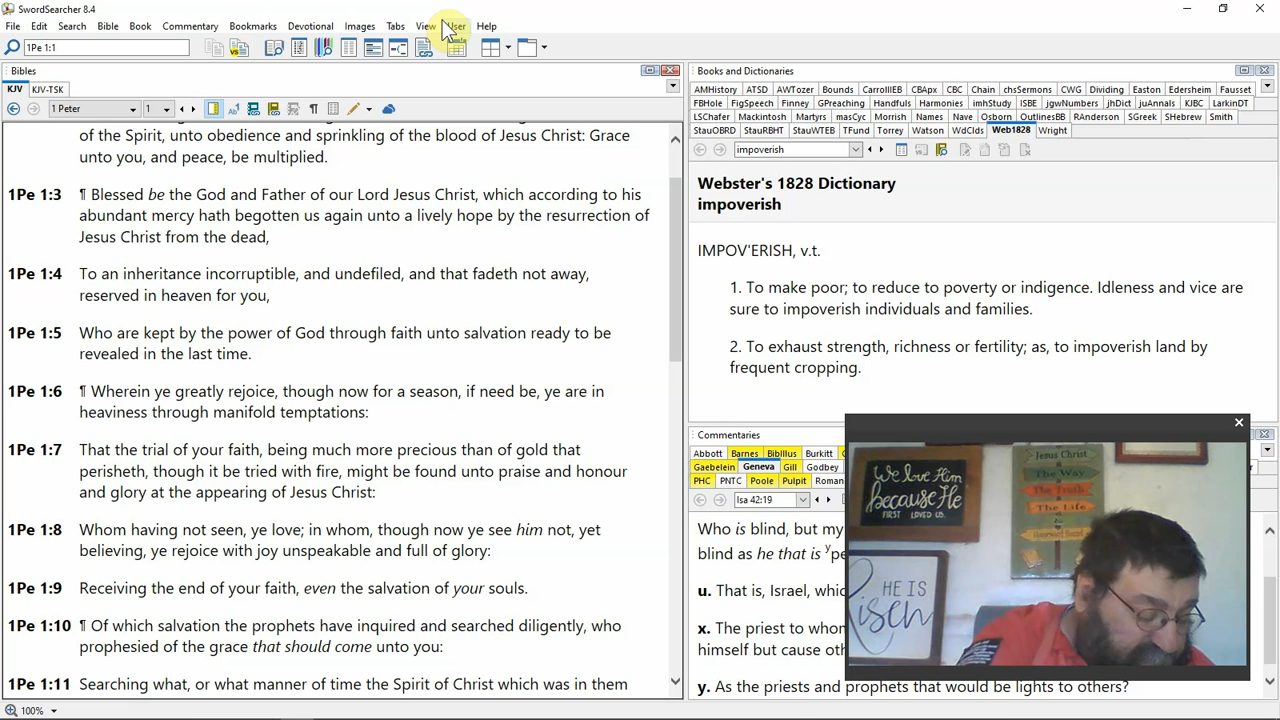 SwordSearcher 8.4
File Edit Search Bible Book Commentary Bookmarks Devotional Images Tabs View User Help
1Pe 1:1
Bibles
KJV KJV-TSK
1 Peter 1
of the Spirit, unto obedience and sprinkling of the blood of Jesus Christ: Grace
unto you, and peace, be multiplied.
1Pe 1:3 ¶ Blessed be the God and Father of our Lord Jesus Christ, which according to his
abundant mercy hath begotten us again unto a lively hope by the resurrection of
Jesus Christ from the dead,
1Pe 1:4 To an inheritance incorruptible, and undefiled, and that fadeth not away,
reserved in heaven for you,
1Pe 1:5 Who are kept by the power of God through faith unto salvation ready to be
revealed in the last time.
1Pe 1:6 ¶ Wherein ye greatly rejoice, though now for a season, if need be, ye are in
heaviness through manifold temptations:
1Pe 1:7 That the trial of your faith, being much more precious than of gold that
perisheth, though it be tried with fire, might be found unto praise and honour
and glory at the appearing of Jesus Christ:
1Pe 1:8 Whom having not seen, ye love; in whom, though now ye see him not, yet
believing, ye rejoice with joy unspeakable and full of glory:
1Pe 1:9 Receiving the end of your faith, even the salvation of your souls.
1Pe 1:10 ¶ Of which salvation the prophets have inquired and searched diligently, who
prophesied of the grace that should come unto you:
1Pe 1:11 Searching what, or what manner of time the Spirit of Christ which was in them
100%
Books and Dictionaries
AMHistory ATSD AWTozer Bounds CarrollIEB CBApx CBC Chain chsSermons CWG Dividing Easton Edersheim Fausset
FBHole FigSpeech Finney GPreaching Handfuls Harmonies imhStudy ISBE jgwNumbers jhDict juAnnals KJBC LarkinDT
LSChafer Mackintosh Martyrs masCyc Morrish Names Nave Osborn OutlinesBB RAnderson SGreek SHebrew Smith
StauOBRD StauRBHT StauWTEB TFund Torrey Watson WdClds Web1828 Wright
impoverish
Webster's 1828 Dictionary
impoverish
IMPOV'ERISH, v.t.
1. To make poor; to reduce to poverty or indigence. Idleness and vice are
sure to impoverish individuals and families.
2. To exhaust strength, richness or fertility; as, to impoverish land by
frequent cropping.
Commentaries
Abbott Barnes BibIllus Burkitt
Gaebelein Geneva Gill Godbey
PHC PNTC Poole Pulpit
Isa 42:19
Who is blind, but my
blind as he that is y
u. That is, Israel,
x. The priest to whom
himself but cause
y. As the priests and prophets that would be lights to others?
We love Him
because He
FIRST LOVED US.
Jesus Christ
The Way
The Truth
The Life
HE IS
Risen